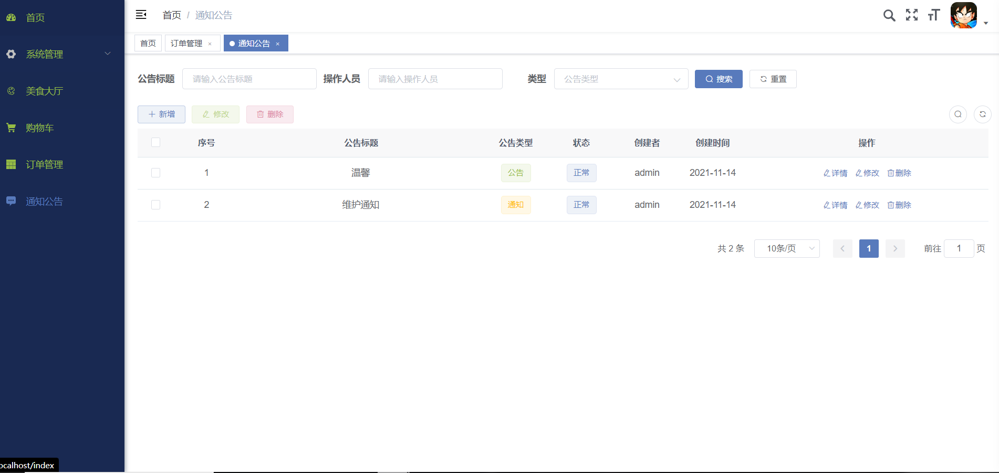 首页
系统管理
美食大厅
购物车
订单管理
通知公告
首页 / 通知公告
首页 订单管理 × 通知公告 ×
公告标题 请输入公告标题 操作人员 请输入操作人员 类型 公告类型 搜索 重置
新增 修改 删除
序号 公告标题 公告类型 状态 创建者 创建时间 操作
1 温馨 公告 正常 admin 2021-11-14 详情 修改 删除
2 维护通知 通知 正常 admin 2021-11-14 详情 修改 删除
共 2 条 10条/页 1 前往 1 页
ocalhost/index